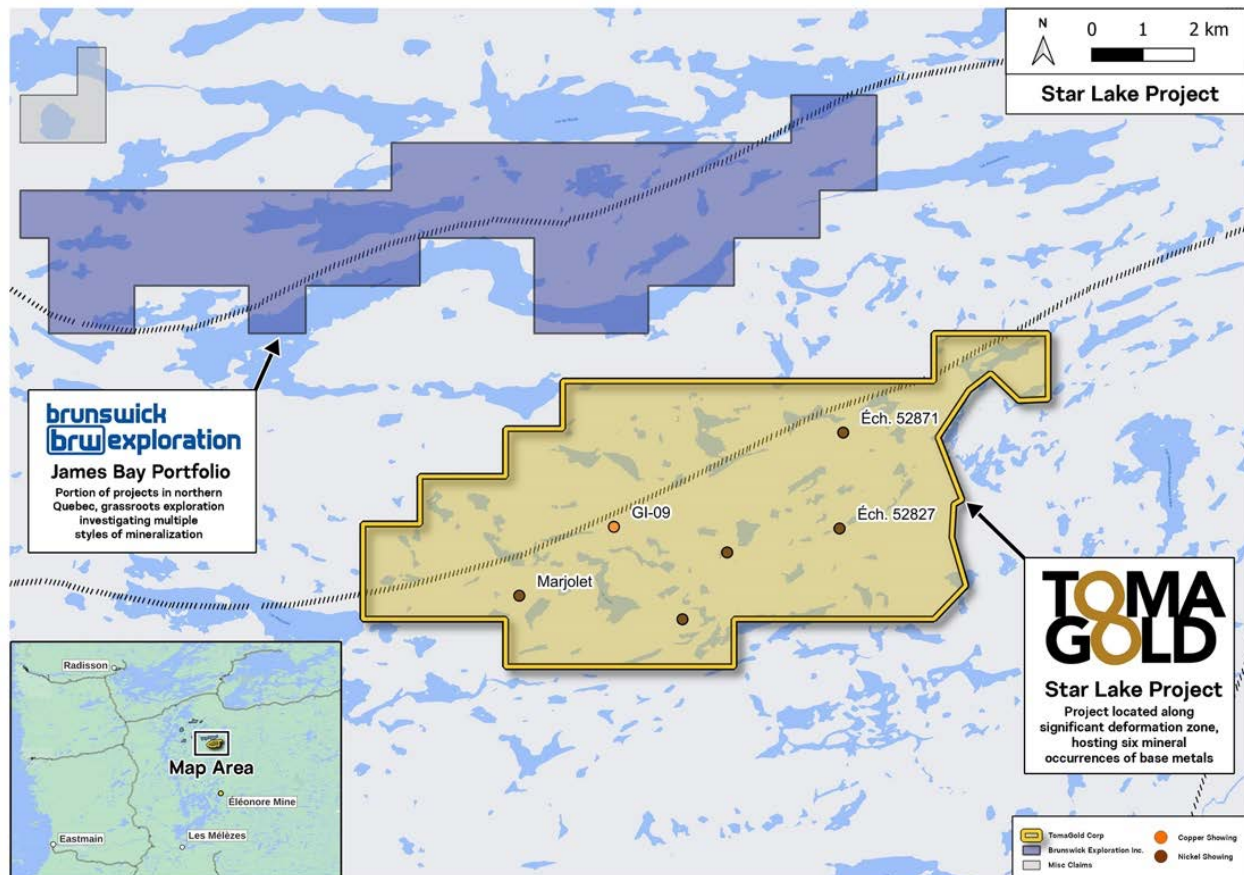 N
0 1 2 km
Star Lake Project
Éch. 52871
GI-09
Éch. 52827
Marjolet
brunswick
brw exploration
James Bay Portfolio
Portion of projects in northern
Quebec, grassroots exploration
investigating multiple
styles of mineralization
TOMA
GOLD
Star Lake Project
Project located along
significant deformation zone,
hosting six mineral
occurrences of base metals
Radisson
Map Area
Éléonore Mine
Eastmain
Les Mélèzes
TomaGold Corp
Brunswick Exploration Inc.
Misc Claims
Copper Showing
Nickel Showing